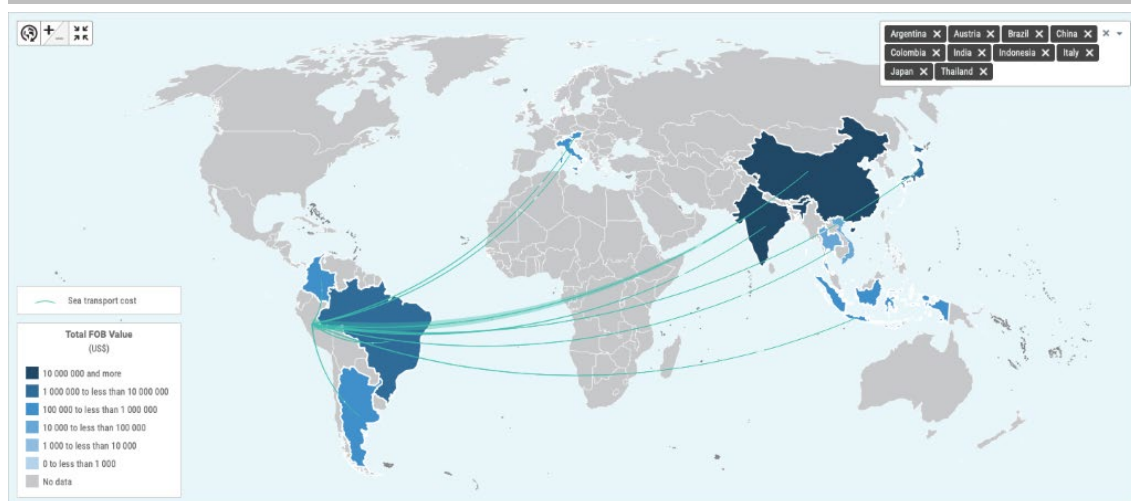 Argentina × Austria × Brazil × China ×
Colombia × India × Indonesia × Italy ×
Japan × Thailand ×
Sea transport cost
Total FOB Value
(US$)
10 000 000 and more
1 000 000 to less than 10 000 000
100 000 to less than 1 000 000
10 000 to less than 100 000
1 000 to less than 10 000
0 to less than 1 000
No data